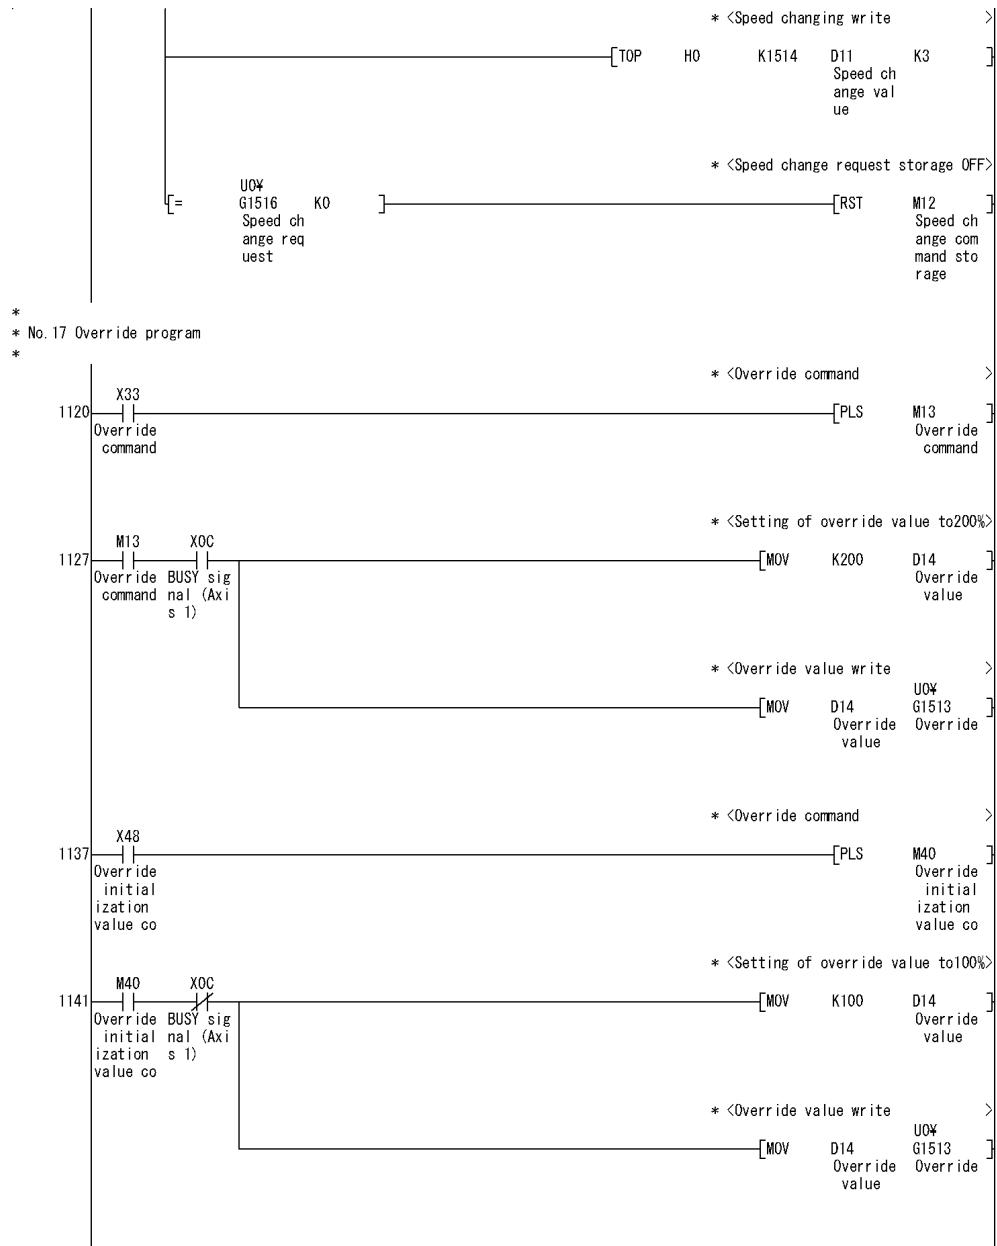 * <Speed changing write >
[TOP H0 K1514 D11 K3 ]
Speed ch
ange val
ue
* <Speed change request storage OFF>
U0¥
[= G1516 K0 ] [RST M12 ]
Speed ch
ange req
uest
Speed ch
ange com
mand sto
rage
*
* No.17 Override program
*
* <Override command >
X33
1120 [PLS M13 ]
Override
command
Override
command
* <Setting of override value to200%>
M13 X0C
1127 [MOV K200 D14 ]
Override
command
BUSY sig
nal (Axi
s 1)
Override
value
* <Override value write >
U0¥
[MOV D14 G1513 ]
Override
value
Override
* <Override command >
X48
1137 [PLS M40 ]
Override
initial
ization
value co
Override
initial
ization
value co
* <Setting of override value to100%>
M40 X0C
1141 [MOV K100 D14 ]
Override
initial
ization
value co
BUSY sig
nal (Axi
s 1)
Override
value
* <Override value write >
U0¥
[MOV D14 G1513 ]
Override
value
Override